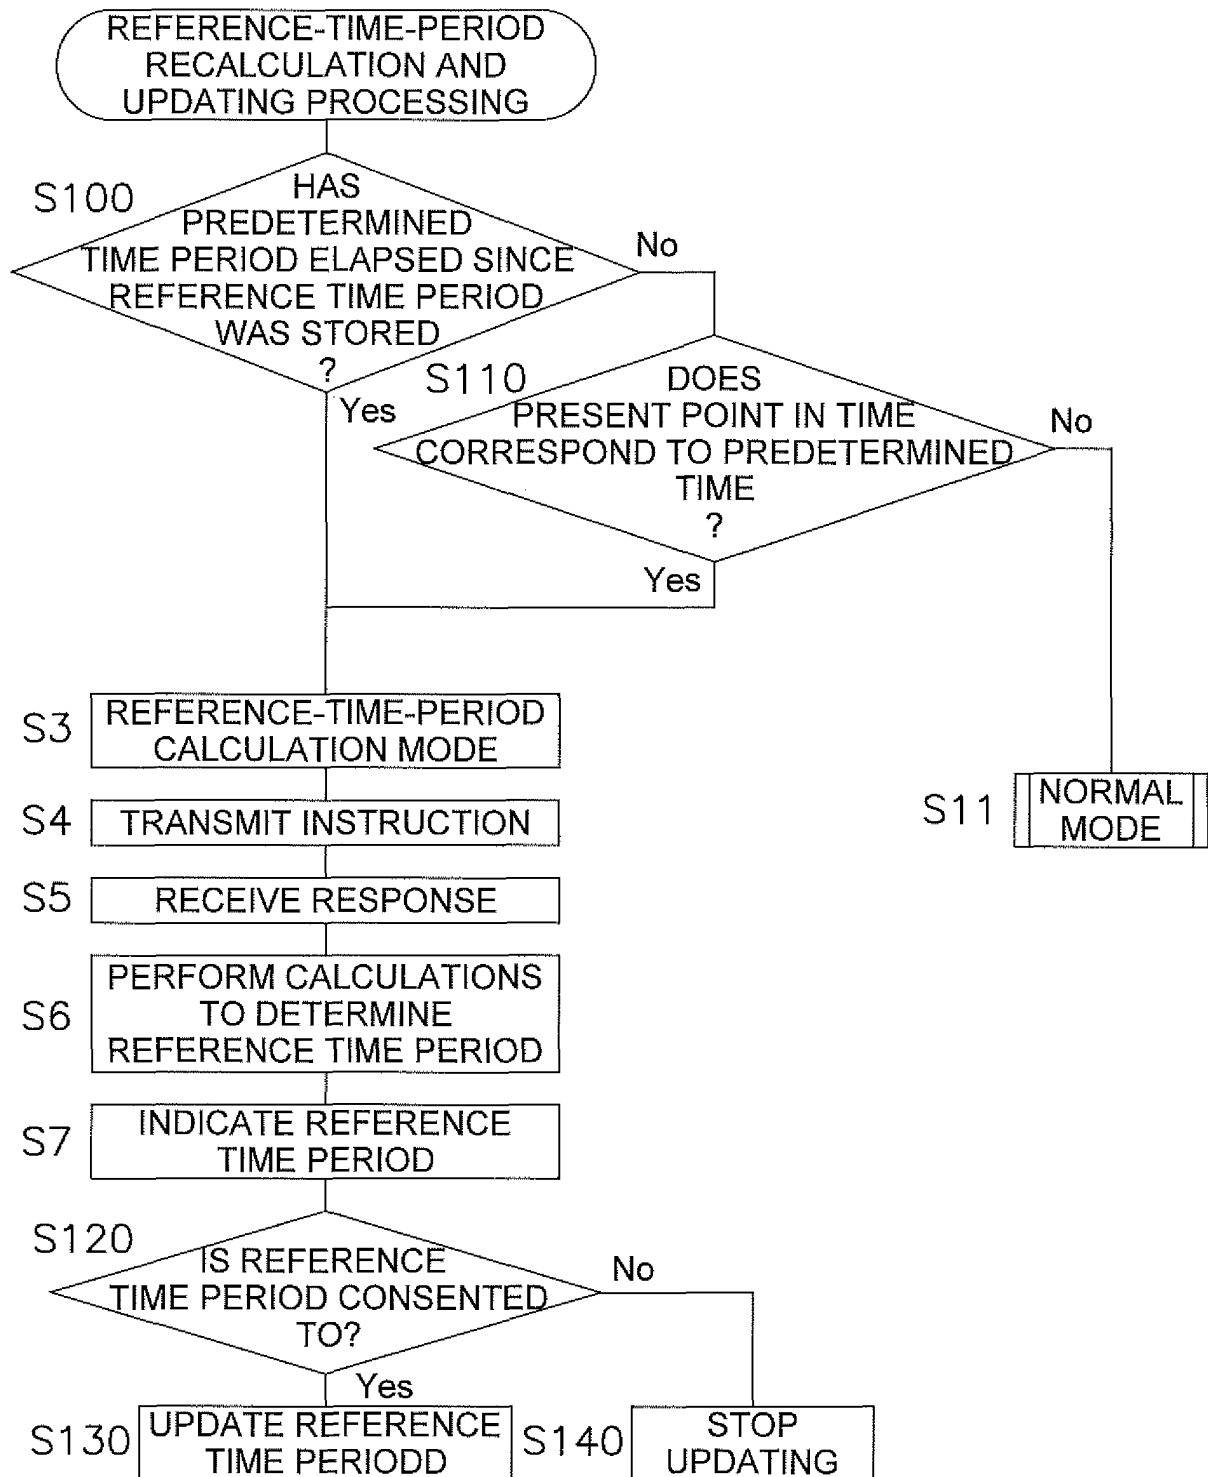 REFERENCE-TIME-PERIOD
RECALCULATION AND
UPDATING PROCESSING
S100
HAS
PREDETERMINED
TIME PERIOD ELAPSED SINCE
REFERENCE TIME PERIOD
WAS STORED
?
No
Yes
S110
DOES
PRESENT POINT IN TIME
CORRESPOND TO PREDETERMINED
TIME
?
No
Yes
S3
REFERENCE-TIME-PERIOD
CALCULATION MODE
S11
NORMAL
MODE
S4
TRANSMIT INSTRUCTION
S5
RECEIVE RESPONSE
S6
PERFORM CALCULATIONS
TO DETERMINE
REFERENCE TIME PERIOD
S7
INDICATE REFERENCE
TIME PERIOD
S120
IS REFERENCE
TIME PERIOD CONSENTED
TO?
No
Yes
S130
UPDATE REFERENCE
TIME PERIODD
S140
STOP
UPDATING